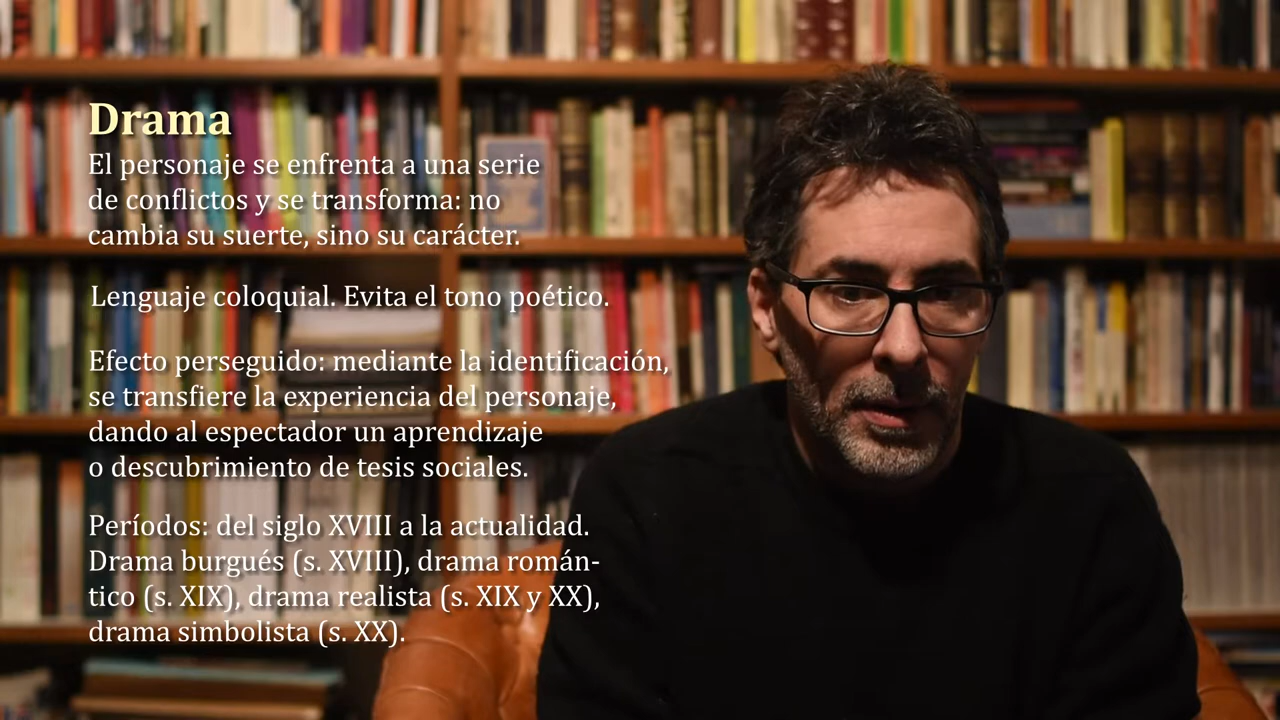 Drama
El personaje se enfrenta a una serie
de conflictos y se transforma: no
cambia su suerte, sino su carácter.
Lenguaje coloquial. Evita el tono poético.
Efecto perseguido: mediante la identificación,
se transfiere la experiencia del personaje,
dando al espectador un aprendizaje
o descubrimiento de tesis sociales.
Períodos: del siglo XVIII a la actualidad.
Drama burgués (s. XVIII), drama román-
tico (s. XIX), drama realista (s. XIX y XX),
drama simbolista (s. XX).